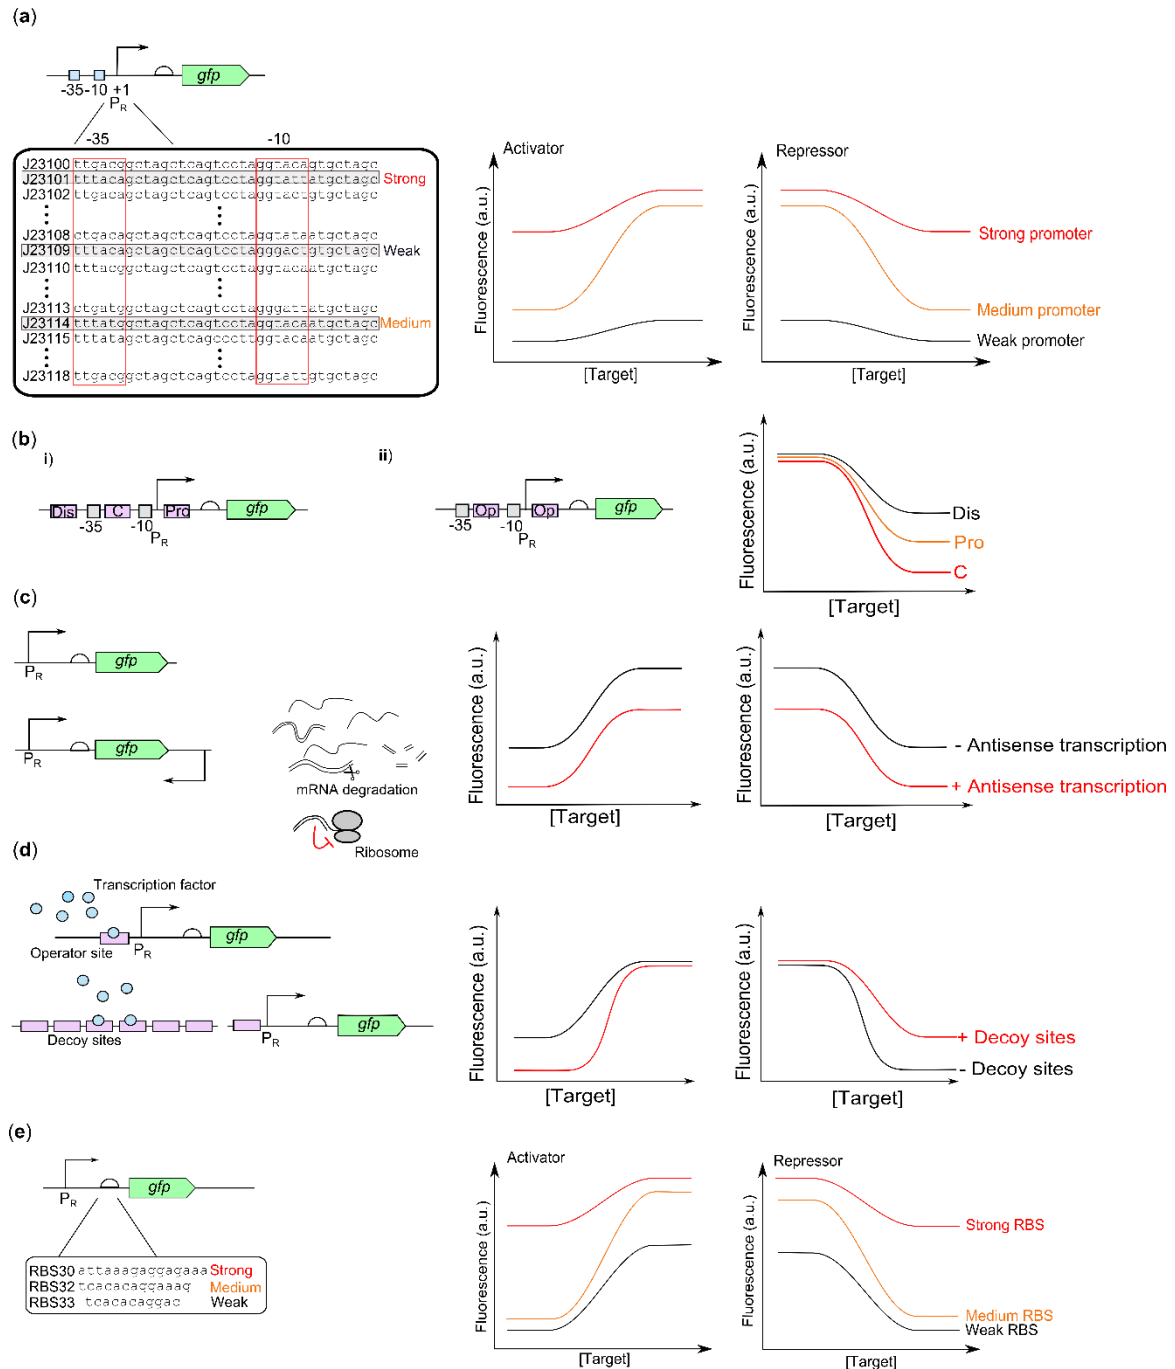 (a)
gfp
-35 -10 +1
PR
-35 -10
J23100 ttgacggctagctcagtcctaggtacagtgctagc
J23101 tttacagctagctcagtcctaggtattatgctagc Strong
J23102 ttgacagctagctcagtcctaggtactgtgctagc
J23108 ctgacagctagctcagtcctaggtataatgctagc
J23109 tttacagctagctcagtcctagggactgtgctagc Weak
J23110 tttacggctagctcagtcctaggtacaatgctagc
J23113 ctgatggctagctcagtcctagggattatgctagc
J23114 tttatggctagctcagtcctaggtacaatgctagc Medium
J23115 tttatagctagctcagcccttggtacaatgctagc
J23118 ttgacggctagctcagtcctaggtattgtgctagc
Activator
Fluorescence (a.u.)
[Target]
Repressor
Fluorescence (a.u.)
[Target]
Strong promoter
Medium promoter
Weak promoter
(b)
i)
Dis C Pro gfp
-35 -10
PR
ii)
Op Op gfp
-35 -10
PR
Fluorescence (a.u.)
[Target]
Dis
Pro
C
(c)
gfp
PR
gfp
PR
mRNA degradation
Ribosome
Fluorescence (a.u.)
[Target]
Fluorescence (a.u.)
[Target]
- Antisense transcription
+ Antisense transcription
(d)
Transcription factor
gfp
Operator site
PR
gfp
Decoy sites
PR
Fluorescence (a.u.)
[Target]
Fluorescence (a.u.)
[Target]
+ Decoy sites
- Decoy sites
(e)
gfp
PR
RBS30 attaaagaggagaaa Strong
RBS32 tcacacaggaaag Medium
RBS33 tcacacaggac Weak
Activator
Fluorescence (a.u.)
[Target]
Repressor
Fluorescence (a.u.)
[Target]
Strong RBS
Medium RBS
Weak RBS